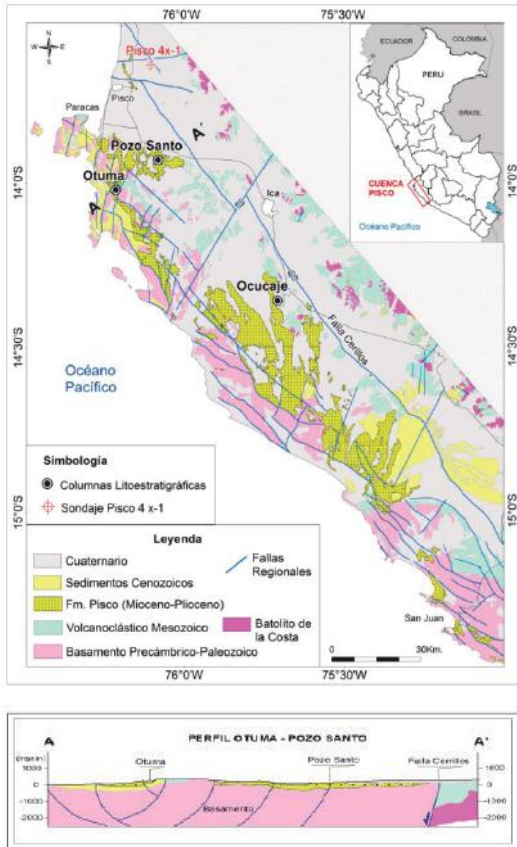 76°0'W
75°30'W
ECUADOR
COLOMBIA
PERU
BRASIL
CUENCA
PISCO
Océano Pacífico
N
W
E
S
Pisco 4x-1
Pisco
Paracas
A'
Pozo Santo
Otuma
A
Ica
Ocucaje
Falla Cerrillos
Océano
Pacífico
14°0'S
14°0'S
14°30'S
14°30'S
15°0'S
15°0'S
San Juan
Simbología
Columnas Litoestratigráficas
Sondaje Pisco 4 x-1
Leyenda
Cuaternario
Sedimentos Cenozoicos
Fm. Pisco (Mioceno-Plioceno)
Volcanoclástico Mesozoico
Basamento Precámbrico-Paleozoico
Fallas
Regionales
Batolito de
la Costa
0
30Km.
76°0'W
75°30'W
A
PERFIL OTUMA - POZO SANTO
A'
Otuma
Pozo Santo
Falla Cerrillos
1000
0
-1000
-2000
Basamento
0
-1000
-2000